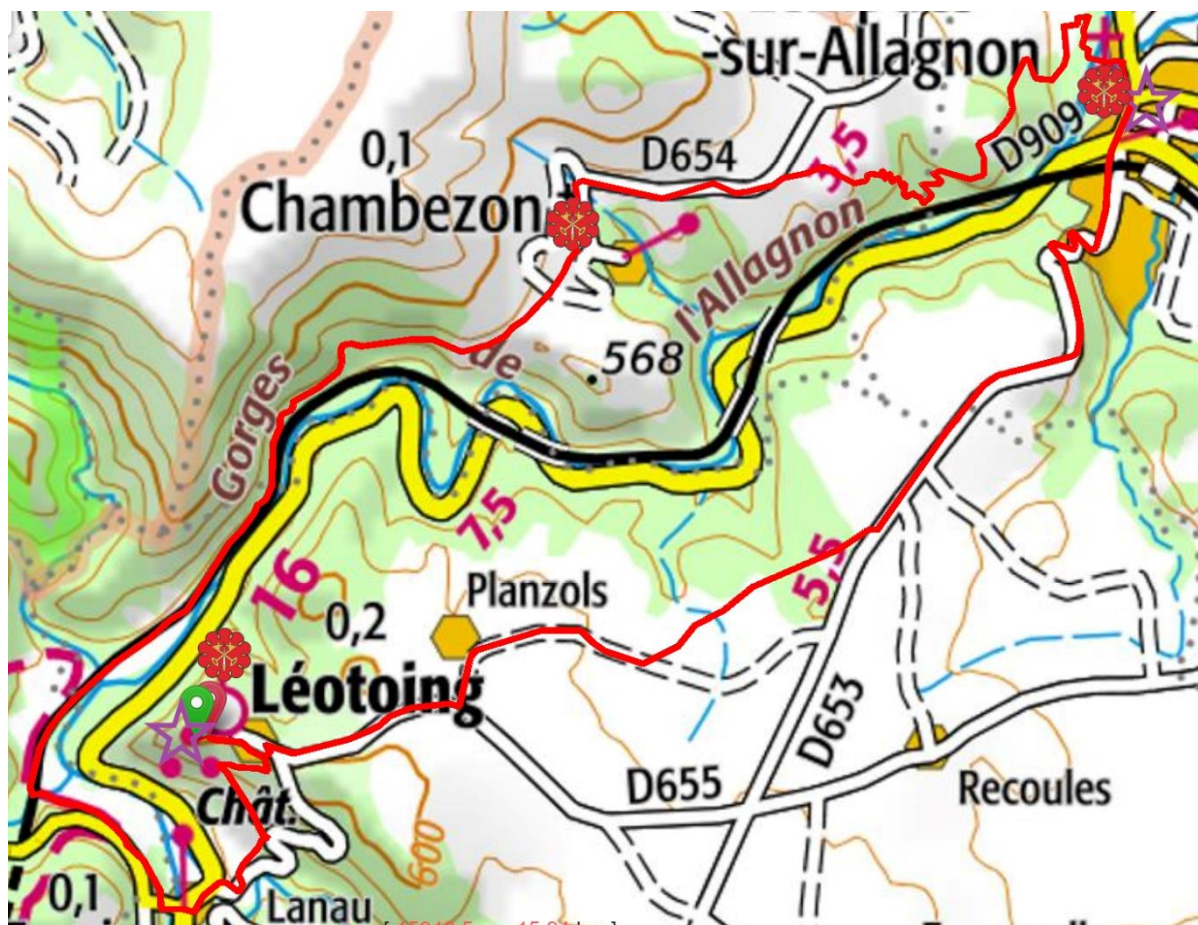 -sur-Allagnon
0,1
D654
3,5
D909
Chambezon
l'Allagnon
de
568
Gorges
7,5
16
Planzols
5,5
0,2
Léotoing
D653
D655
Recoules
Chât.
600
0,1
Lanau